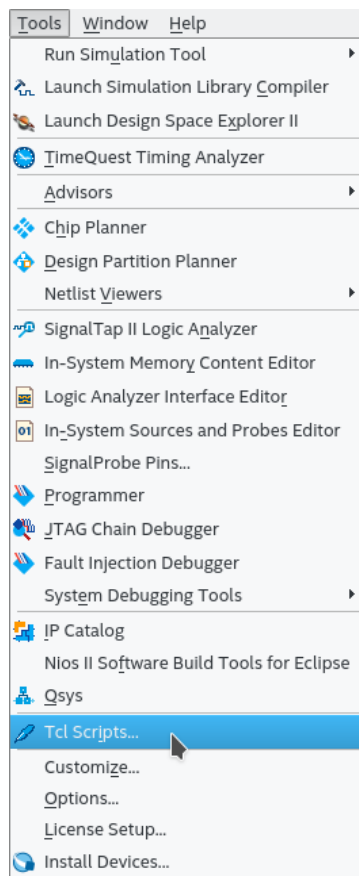 Tools Window Help
Run Simulation Tool
Launch Simulation Library Compiler
Launch Design Space Explorer II
TimeQuest Timing Analyzer
Advisors
Chip Planner
Design Partition Planner
Netlist Viewers
SignalTap II Logic Analyzer
In-System Memory Content Editor
Logic Analyzer Interface Editor
In-System Sources and Probes Editor
SignalProbe Pins...
Programmer
JTAG Chain Debugger
Fault Injection Debugger
System Debugging Tools
IP Catalog
Nios II Software Build Tools for Eclipse
Qsys
Tcl Scripts...
Customize...
Options...
License Setup...
Install Devices...